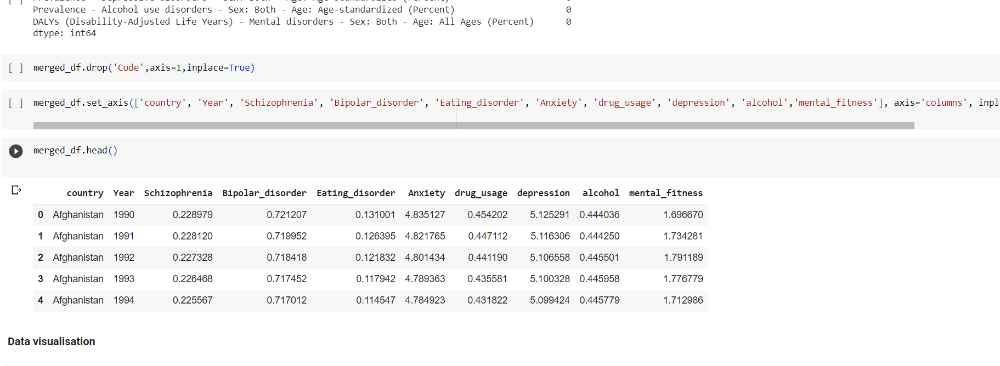 Prevalence - Alcohol use disorders - Sex: Both - Age: Age-standardized (Percent) 0
DALYs (Disability-Adjusted Life Years) - Mental disorders - Sex: Both - Age: All Ages (Percent) 0
dtype: int64
[ ] merged_df.drop('Code',axis=1,inplace=True)
[ ] merged_df.set_axis(['country', 'Year', 'Schizophrenia', 'Bipolar_disorder', 'Eating_disorder', 'Anxiety', 'drug_usage', 'depression', 'alcohol','mental_fitness'], axis='columns', inpl
merged_df.head()
country Year Schizophrenia Bipolar_disorder Eating_disorder Anxiety drug_usage depression alcohol mental_fitness
0 Afghanistan 1990 0.228979 0.721207 0.131001 4.835127 0.454202 5.125291 0.444036 1.696670
1 Afghanistan 1991 0.228120 0.719952 0.126395 4.821765 0.447112 5.116306 0.444250 1.734281
2 Afghanistan 1992 0.227328 0.718418 0.121832 4.801434 0.441190 5.106558 0.445501 1.791189
3 Afghanistan 1993 0.226468 0.717452 0.117942 4.789363 0.435581 5.100328 0.445958 1.776779
4 Afghanistan 1994 0.225567 0.717012 0.114547 4.784923 0.431822 5.099424 0.445779 1.712986
Data visualisation